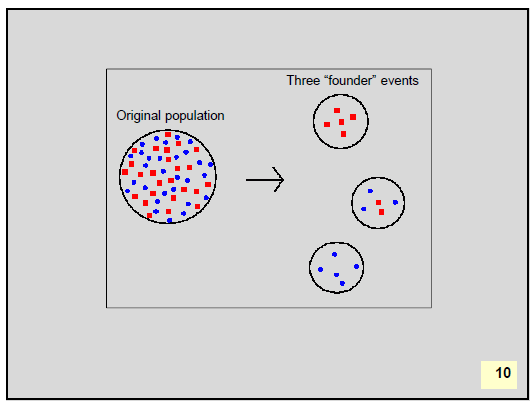 Three “founder” events
Original population
10